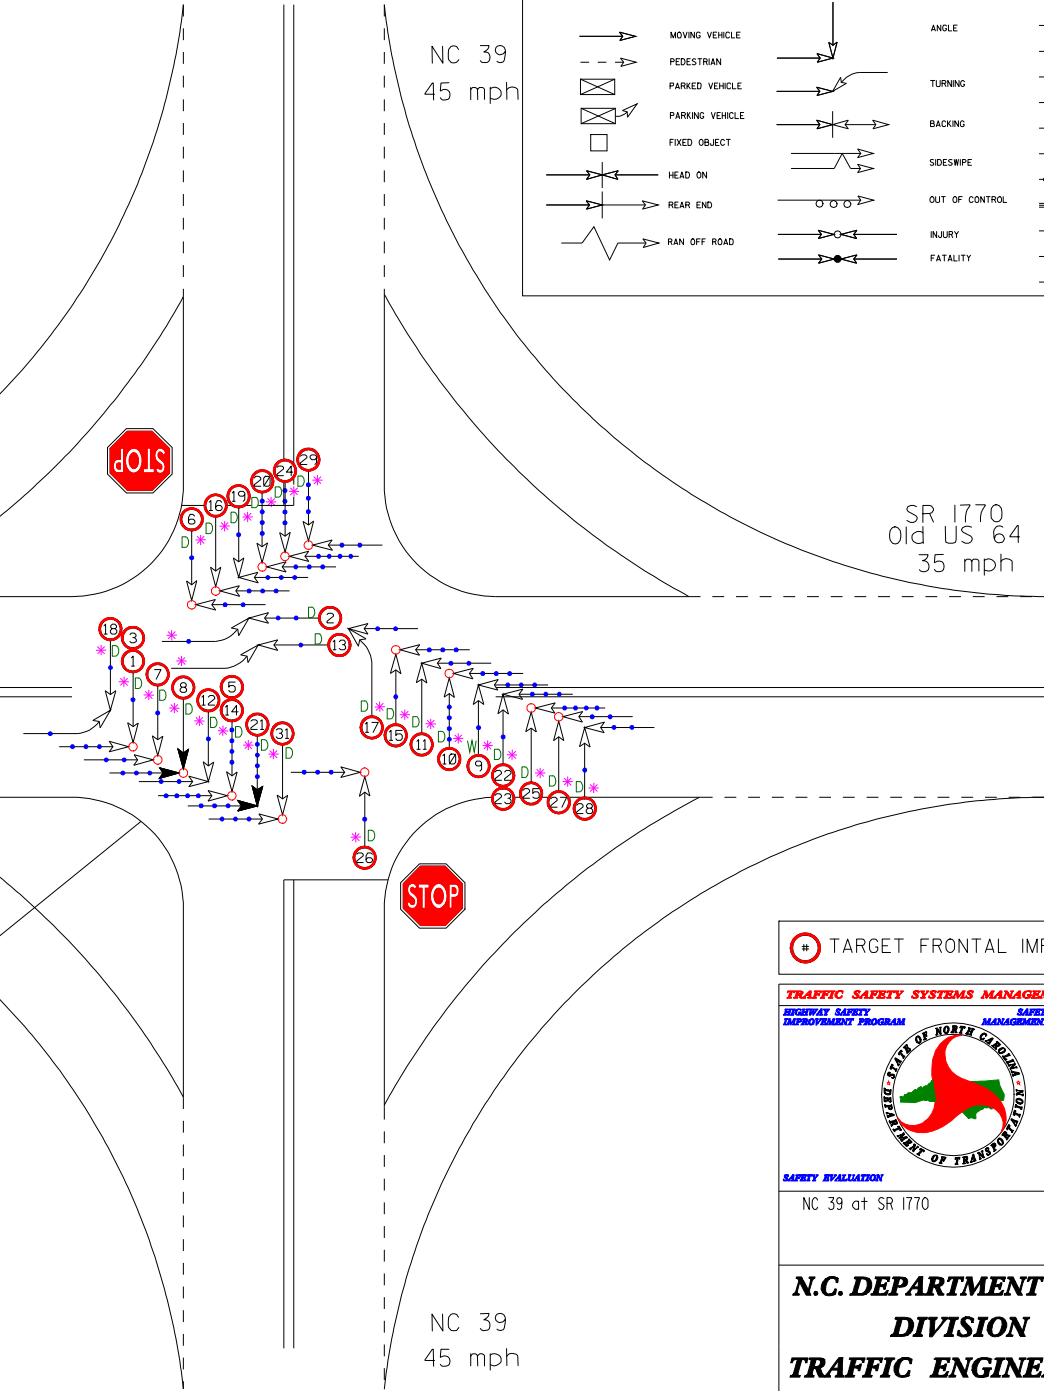 NC 39
45 mph
MOVING VEHICLE
PEDESTRIAN
PARKED VEHICLE
PARKING VEHICLE
FIXED OBJECT
HEAD ON
REAR END
RAN OFF ROAD
ANGLE
TURNING
BACKING
SIDESWIPE
OUT OF CONTROL
INJURY
FATALITY
STOP
SR 1770
Old US 64
35 mph
29
24
20
19
16
6
D
D
D
D
D
D
2
D
13
D
18
3
1
7
8
5
12
14
21
31
D
D
D
D
D
D
D
D
17
15
11
10
9
22
23
25
27
28
D
D
D
D
W
D
D
D
D
26
D
STOP
# TARGET FRONTAL IMP
TRAFFIC SAFETY SYSTEMS MANAGEM
HIGHWAY SAFETY
IMPROVEMENT PROGRAM
SAFET
MANAGEMENT
STATE OF NORTH CAROLINA
DEPARTMENT OF TRANSPORTATION
SAFETY EVALUATION
NC 39 at SR 1770
N.C. DEPARTMENT
DIVISION
TRAFFIC ENGINE
NC 39
45 mph